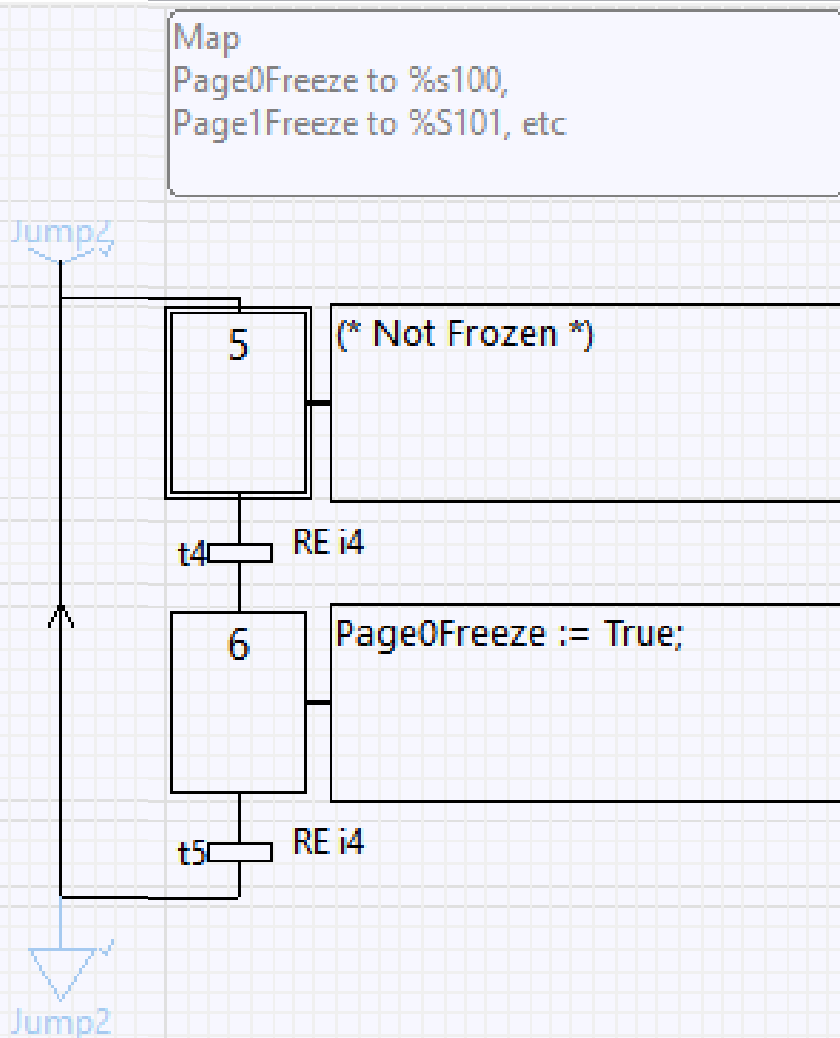 Map
Page0Freeze to %s100,
Page1Freeze to %S101, etc
Jump2
5
(* Not Frozen *)
t4
RE i4
6
Page0Freeze := True;
t5
RE i4
Jump2